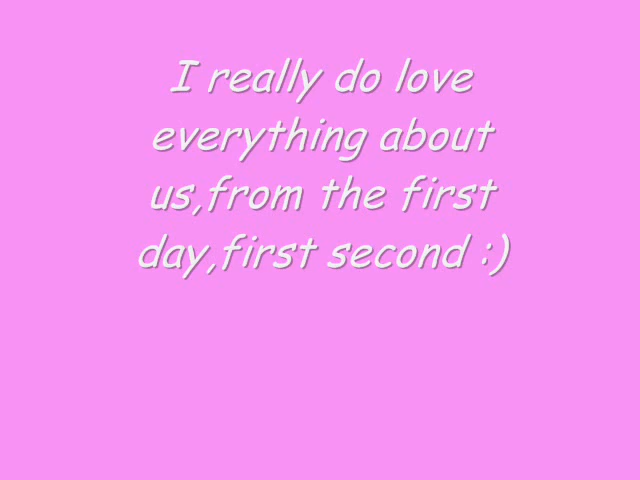 I really do love
everything about
us,from the first
day,first second :)